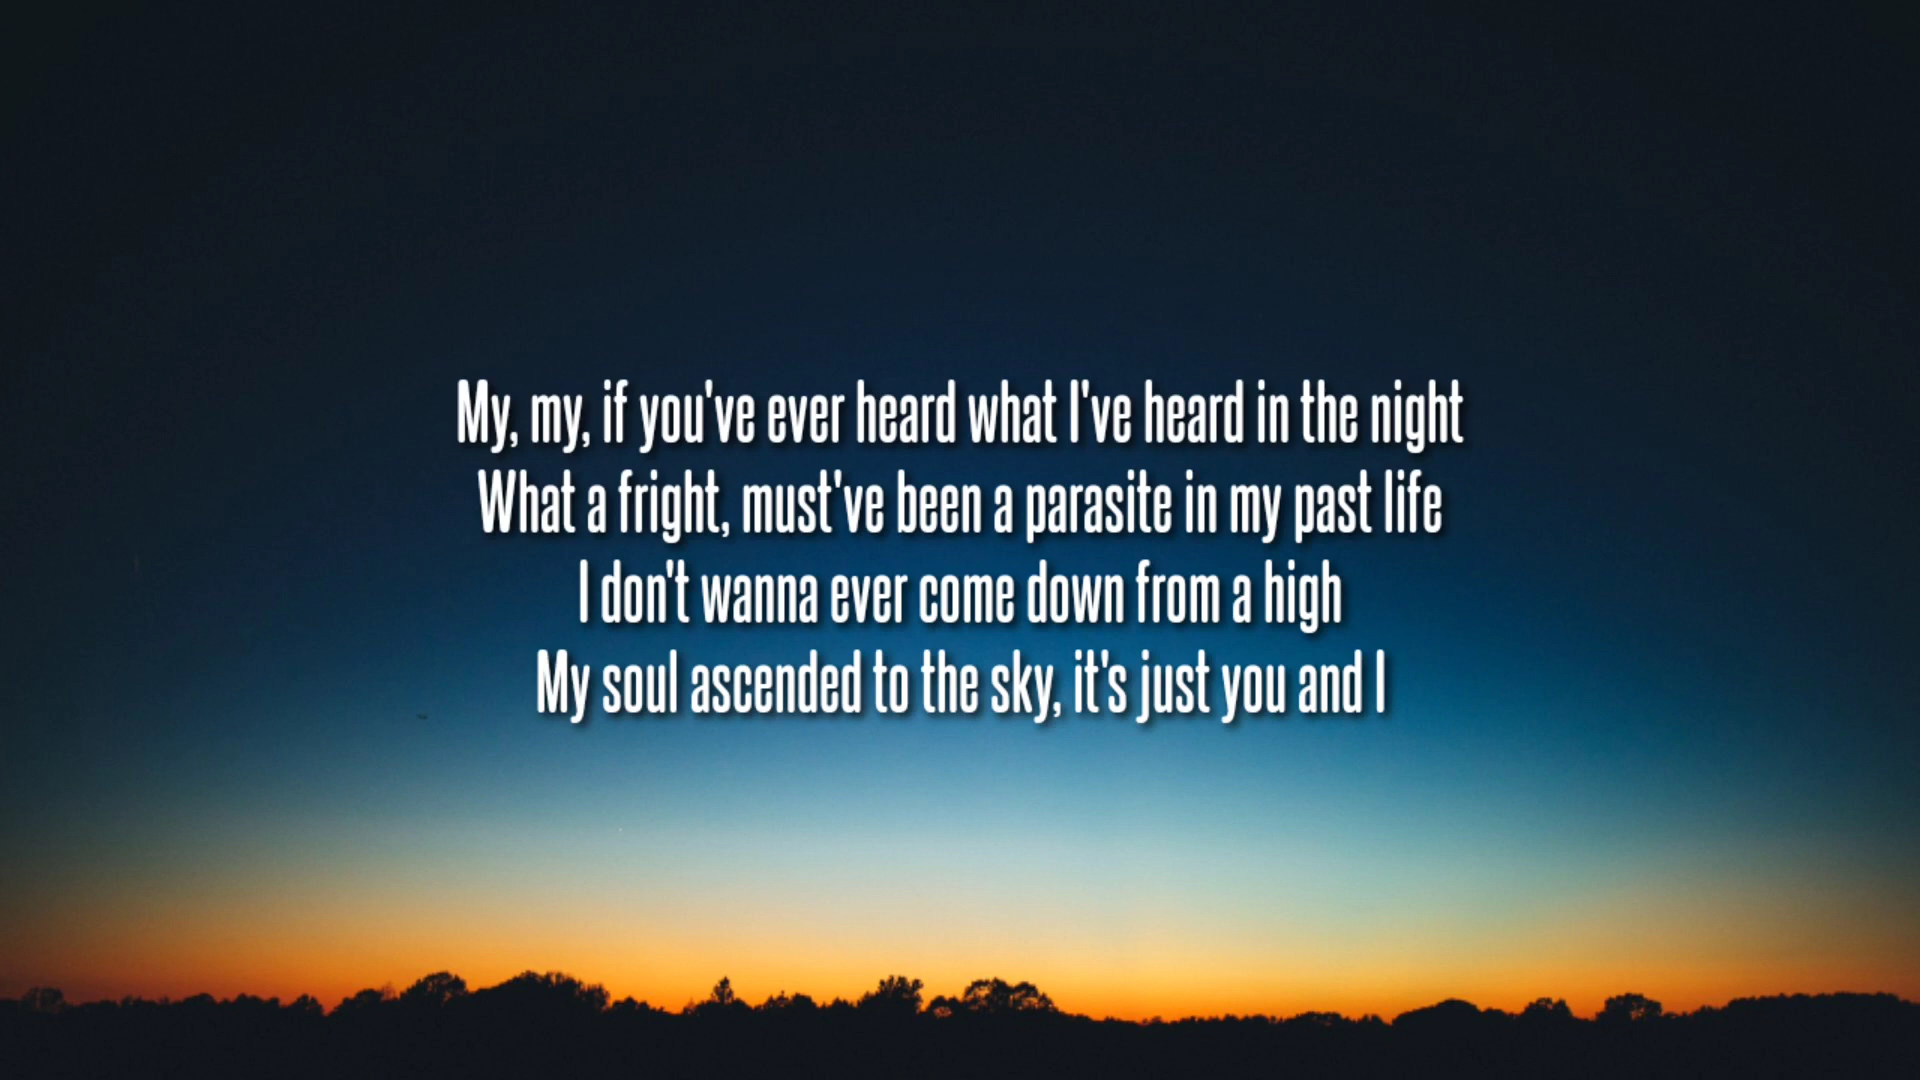 My, my, if you've ever heard what I've heard in the night
What a fright, must've been a parasite in my past life
I don't wanna ever come down from a high
My soul ascended to the sky, it's just you and I